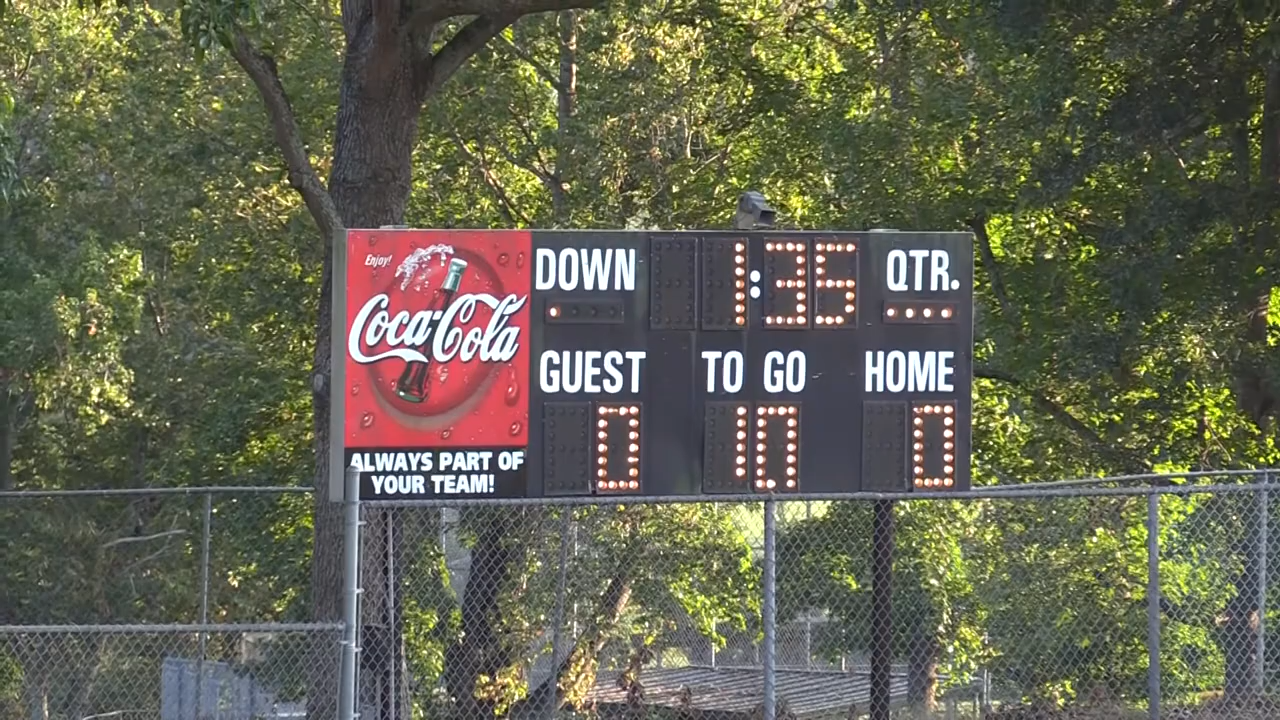 Enjoy!
Coca-Cola
ALWAYS PART OF
YOUR TEAM!
DOWN 1:35 QTR.
GUEST TO GO HOME
0 10 0